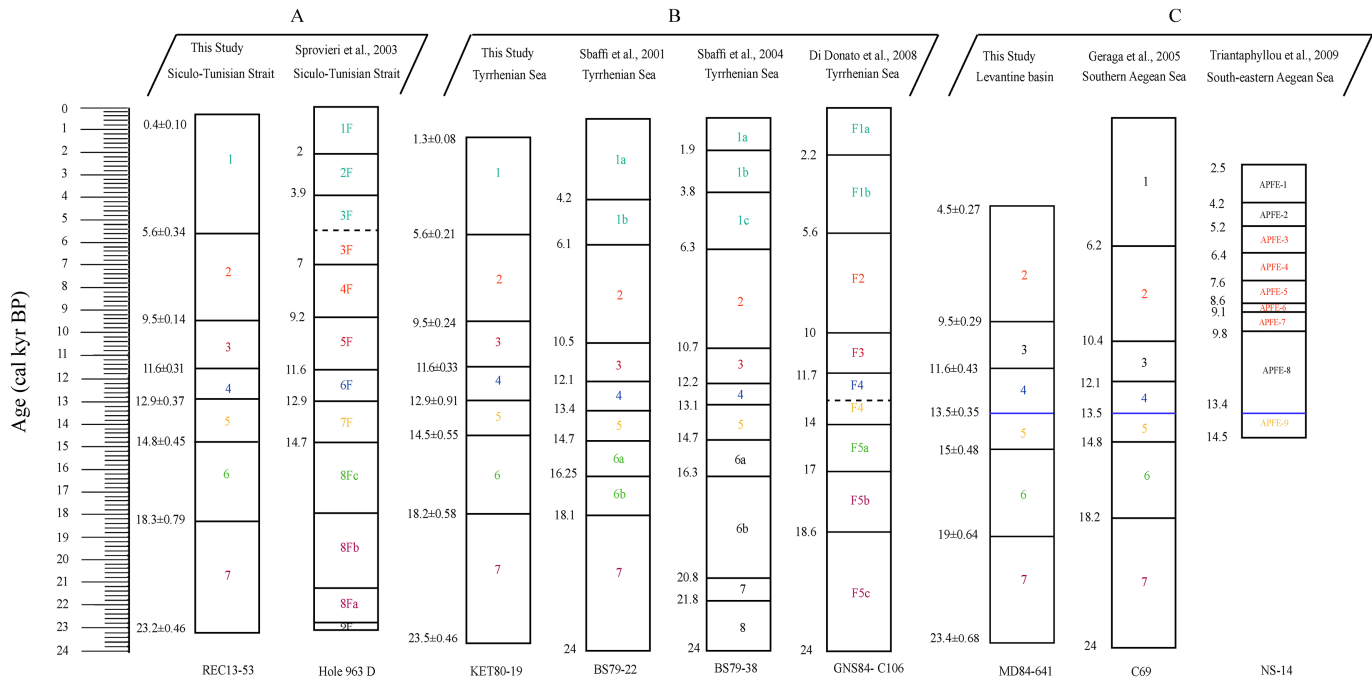 A
B
C
This Study
Siculo-Tunisian Strait
Sprovieri et al., 2003
Siculo-Tunisian Strait
This Study
Tyrrhenian Sea
Sbaffi et al., 2001
Tyrrhenian Sea
Sbaffi et al., 2004
Tyrrhenian Sea
Di Donato et al., 2008
Tyrrhenian Sea
This Study
Levantine basin
Geraga et al., 2005
Southern Aegean Sea
Triantaphyllou et al., 2009
South-eastern Aegean Sea
Age (cal kyr BP)
0
1
2
3
4
5
6
7
8
9
10
11
12
13
14
15
16
17
18
19
20
21
22
23
24
0.4±0.10
1
5.6±0.34
2
9.5±0.14
3
11.6±0.31
4
12.9±0.37
5
14.8±0.45
6
18.3±0.79
7
23.2±0.46
REC13-53
1F
2
2F
3.9
3F
3F
7
4F
9.2
5F
11.6
6F
12.9
7F
14.7
8Fc
8Fb
8Fa
9F
Hole 963 D
1.3±0.08
1
5.6±0.21
2
9.5±0.24
3
11.6±0.33
4
12.9±0.91
5
14.5±0.55
6
18.2±0.58
7
23.5±0.46
KET80-19
1a
4.2
1b
6.1
2
10.5
3
12.1
4
13.4
5
14.7
6a
16.25
6b
18.1
7
24
BS79-22
1a
1.9
1b
3.8
1c
6.3
2
10.7
3
12.2
4
13.1
5
14.7
6a
16.3
6b
20.8
7
21.8
8
24
BS79-38
F1a
2.2
F1b
5.6
F2
10
F3
11.7
F4
F4
14
F5a
17
F5b
18.6
F5c
24
GNS84- C106
4.5±0.27
2
9.5±0.29
3
11.6±0.43
4
13.5±0.35
5
15±0.48
6
19±0.64
7
23.4±0.68
MD84-641
1
6.2
2
10.4
3
12.1
4
13.5
5
14.8
6
18.2
7
24
C69
2.5
APFE-1
4.2
APFE-2
5.2
APFE-3
6.4
APFE-4
7.6
APFE-5
8.6
APFE-6
9.1
APFE-7
9.8
APFE-8
13.4
APFE-9
14.5
NS-14